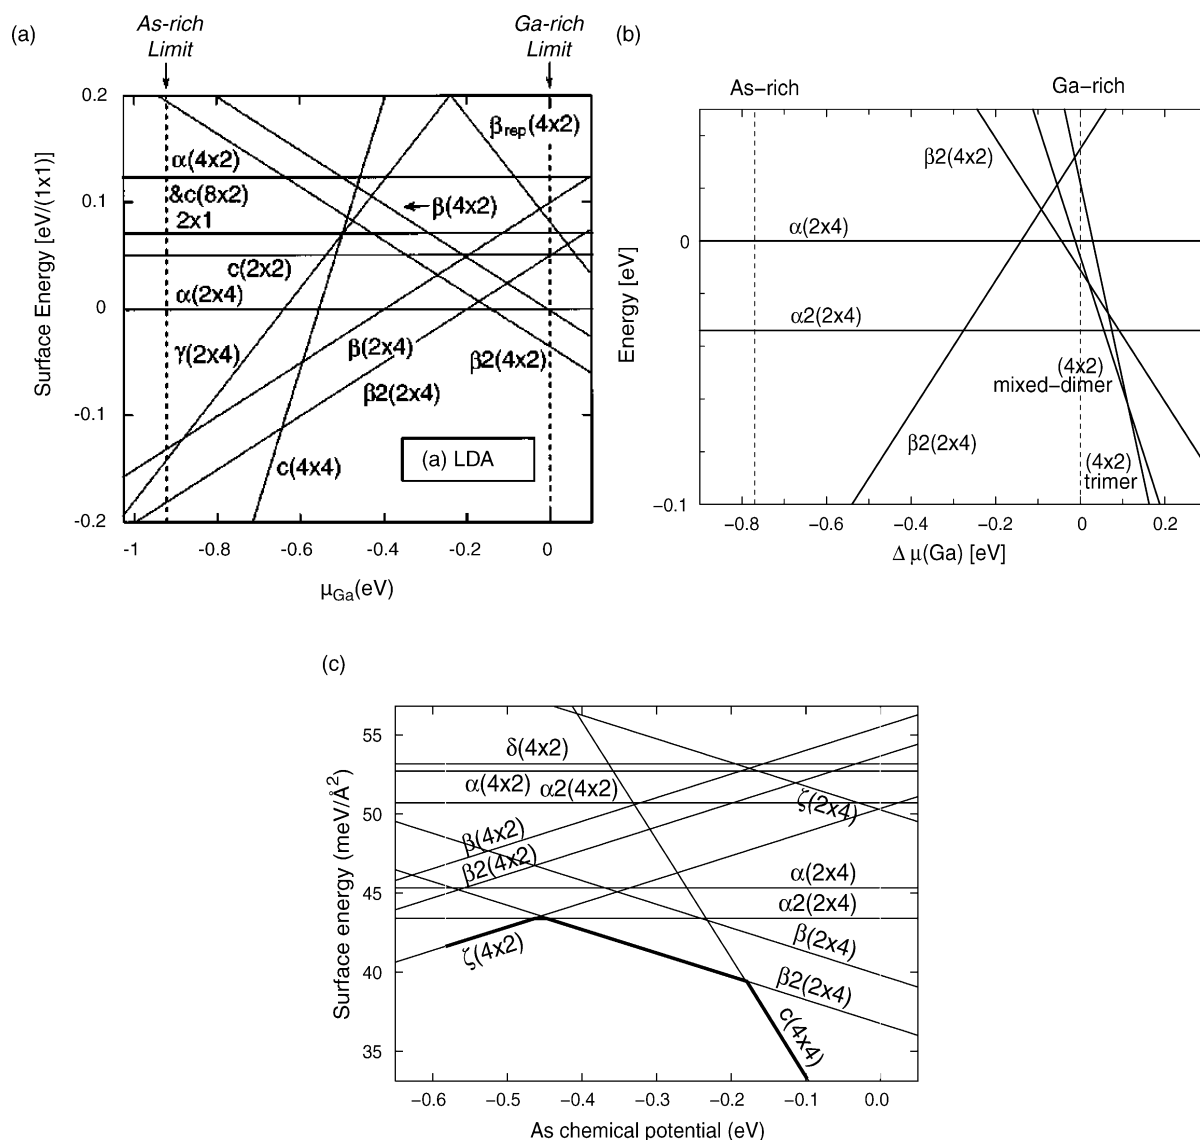 (a)
As-rich
Limit
Ga-rich
Limit
0.2
0.1
0
-0.1
-0.2
Surface Energy [eV/(1x1)]
α(4x2)
&c(8x2)
2x1
β(4x2)
βrep(4x2)
c(2x2)
α(2x4)
γ(2x4)
β(2x4)
β2(4x2)
β2(2x4)
c(4x4)
(a) LDA
-1
-0.8
-0.6
-0.4
-0.2
0
μGa(eV)
(b)
As−rich
Ga−rich
0
−0.1
Energy [eV]
β2(4x2)
α(2x4)
α2(2x4)
(4x2)
mixed−dimer
β2(2x4)
(4x2)
trimer
−0.8
−0.6
−0.4
−0.2
0
0.2
Δ μ(Ga) [eV]
(c)
55
50
45
40
35
Surface energy (meV/Å2)
δ(4x2)
α(4x2)
α2(4x2)
ζ(2x4)
β(4x2)
β2(4x2)
α(2x4)
α2(2x4)
ζ(4x2)
β(2x4)
β2(2x4)
c(4x4)
−0.6
−0.5
−0.4
−0.3
−0.2
−0.1
0.0
As chemical potential (eV)